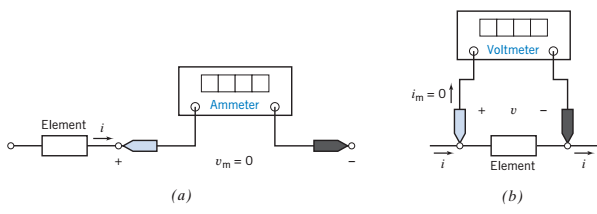 Ammeter
Element
i
+
v_m = 0
−
(a)
Voltmeter
i_m = 0
+ v −
i
Element
i
(b)